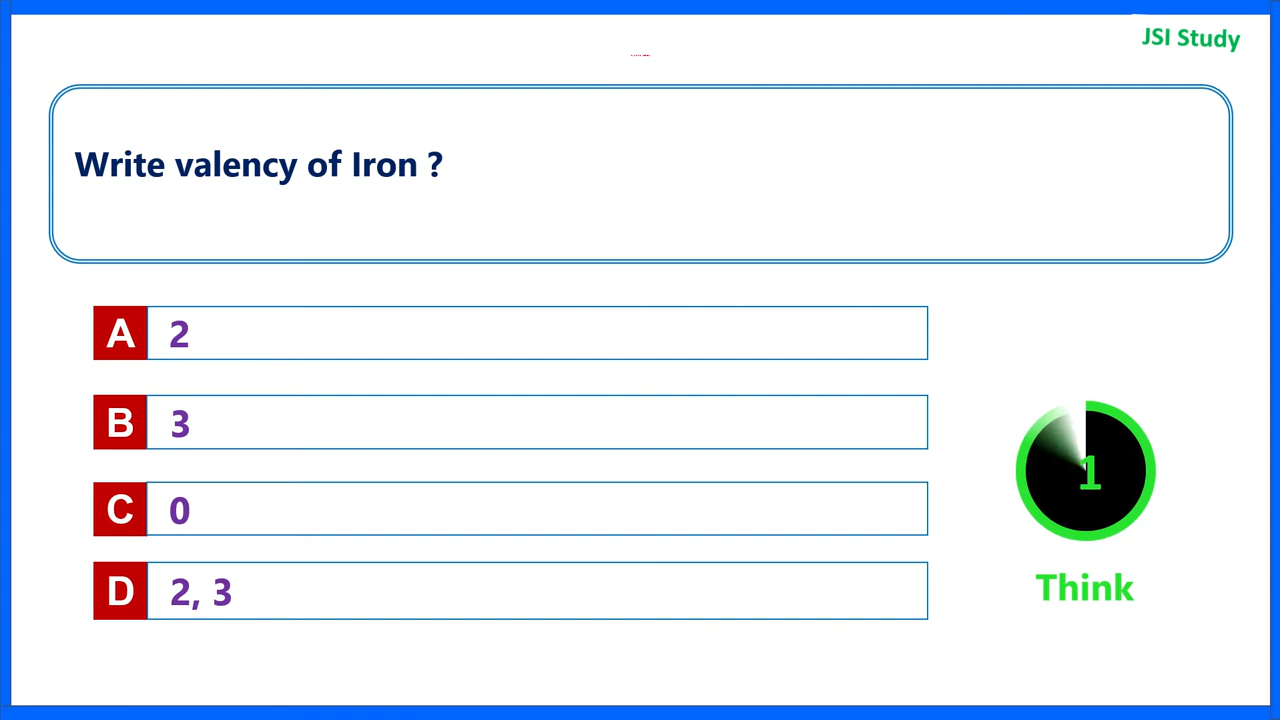 JSI Study
Write valency of Iron ?
A 2
B 3
C 0
D 2, 3
1
Think